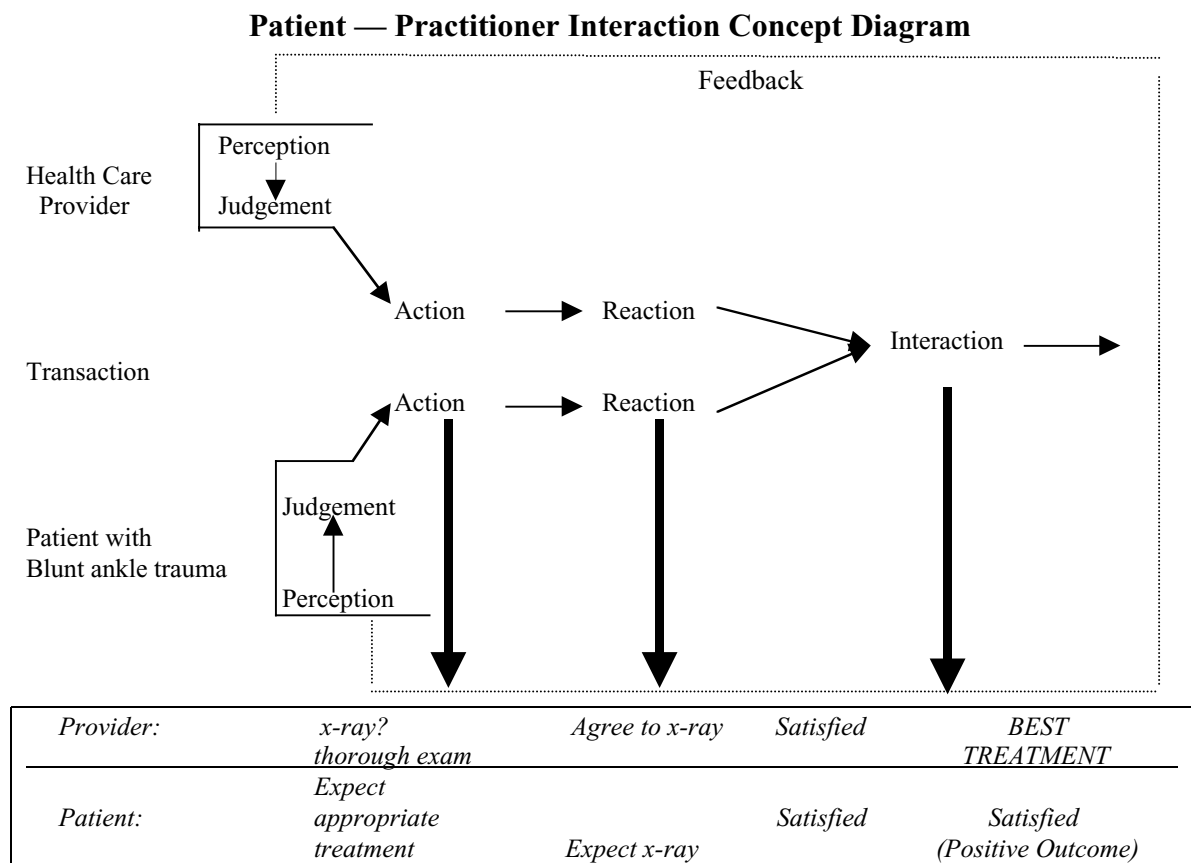 Patient — Practitioner Interaction Concept Diagram
Feedback
Perception
Health Care
Provider
Judgement
Action
Reaction
Interaction
Transaction
Action
Reaction
Judgement
Patient with
Blunt ankle trauma
Perception
Provider: x-ray? Agree to x-ray Satisfied BEST
thorough exam TREATMENT
Expect
Patient: appropriate Satisfied Satisfied
treatment Expect x-ray (Positive Outcome)